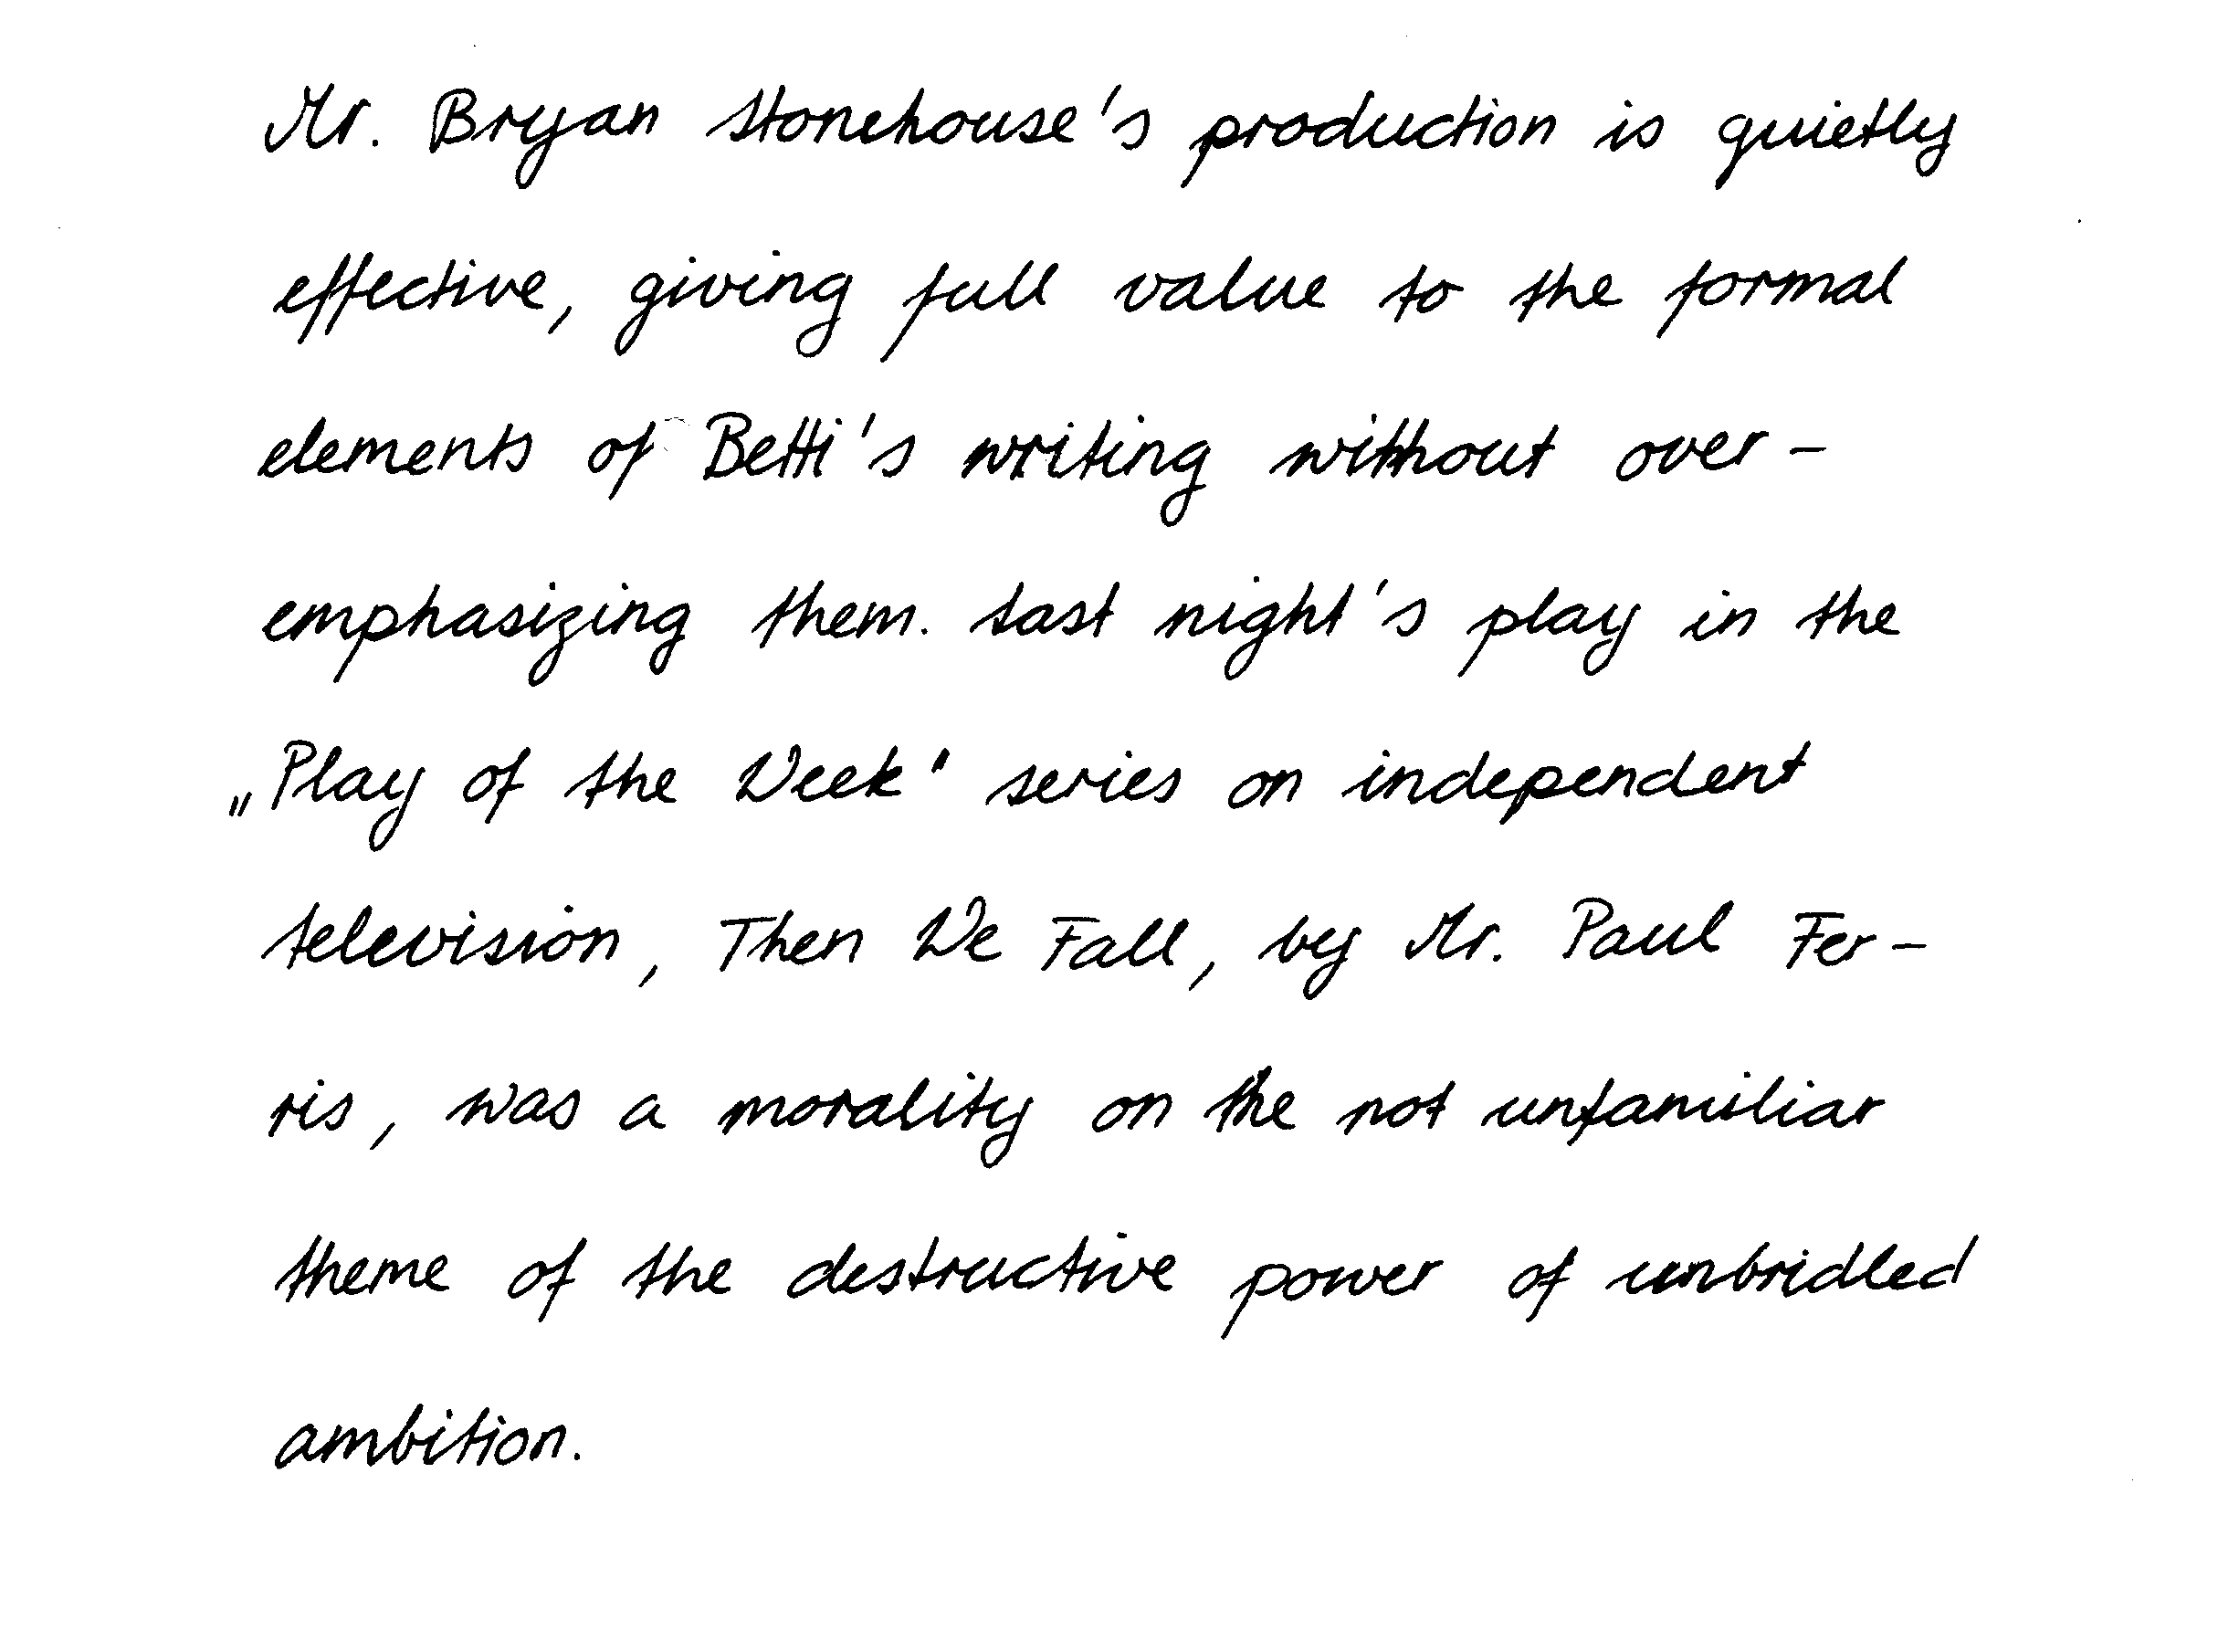 Mr. Bryan Stonehouse's production is quietly
effective, giving full value to the formal
elements of Betti's writing without over-
emphasizing them. Last night's play in the
„Play of the Week" series on independent
television, Then We Fall, by Mr. Paul Fer-
ris, was a morality on the not unfamiliar
theme of the destructive power of unbridled
ambition.